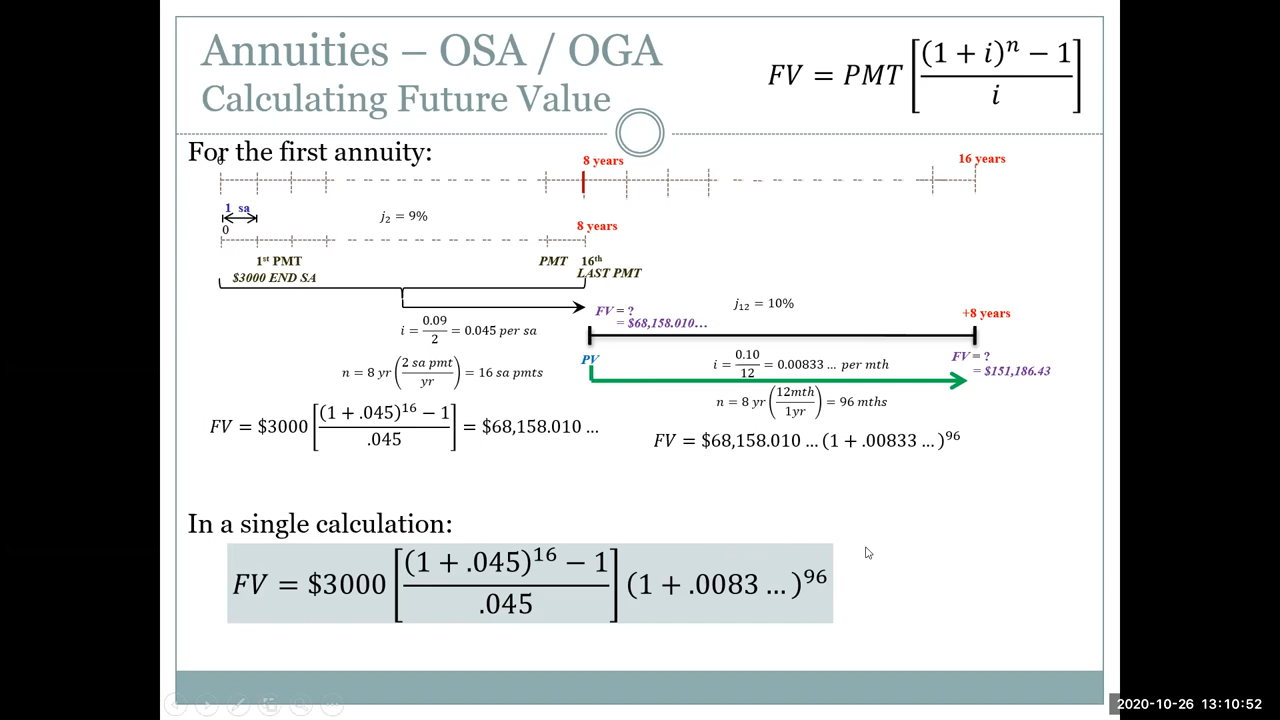 Annuities – OSA / OGA
Calculating Future Value
FV = PMT [((1 + i)^n − 1) / i]
For the first annuity:
0
8 years
16 years
1 sa
j₂ = 9%
0
8 years
1st PMT
PMT 16th
$3000 END SA
LAST PMT
FV = ?
= $68,158.010…
j₁₂ = 10%
+8 years
i = 0.09/2 = 0.045 per sa
PV
i = 0.10/12 = 0.00833 … per mth
FV = ?
= $151,186.43
n = 8 yr (2 sa pmt / yr) = 16 sa pmts
n = 8 yr (12mth / 1yr) = 96 mths
FV = $3000 [((1 + .045)^16 − 1) / .045] = $68,158.010 …
FV = $68,158.010 … (1 + .00833 … )^96
In a single calculation:
FV = $3000 [((1 + .045)^16 − 1) / .045] (1 + .0083 … )^96
2020-10-26 13:10:52